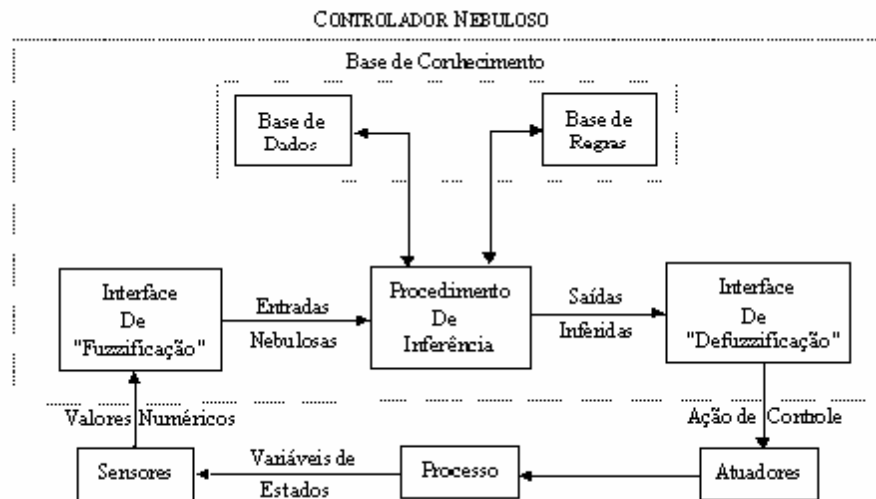 CONTROLADOR NEBULOSO
Base de Conhecimento
Base de
Dados
Base de
Regras
Interface
De
"Fuzzzificação"
Entradas
Nebulosas
Procedimento
De
Inferência
Saídas
Inferidas
Interface
De
"Defuzzificação"
Valores Numéricos
Ação de Controle
Sensores
Variáveis de
Estados
Processo
Atuadores